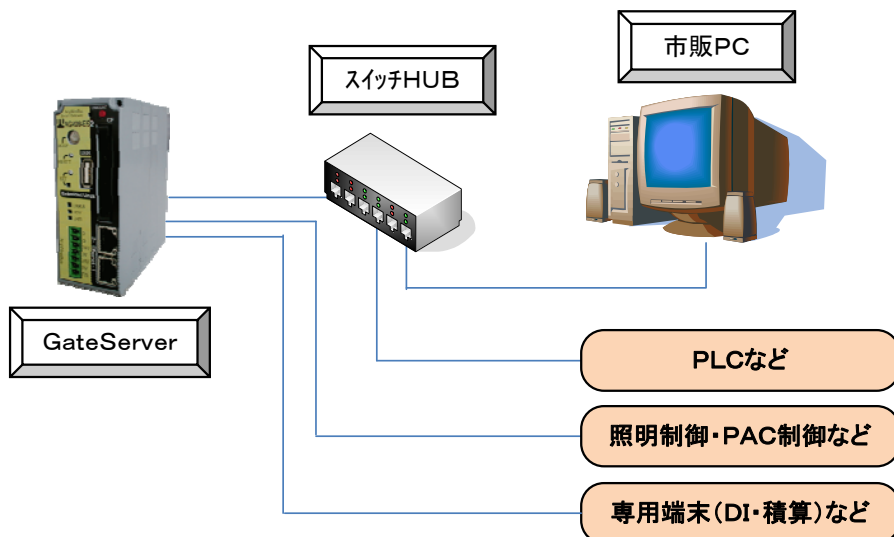 市販PC
スイッチHUB
GateServer
PLCなど
照明制御・PAC制御など
専用端末(DI・積算)など